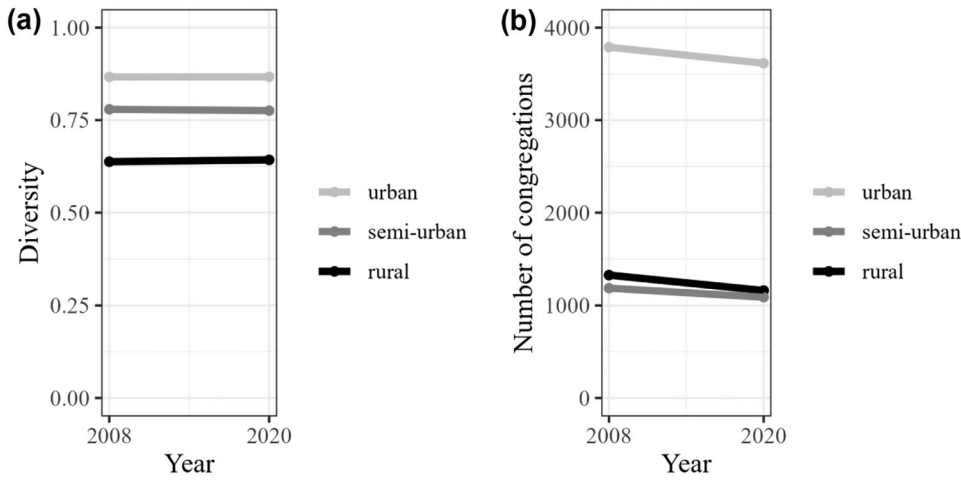 (a)
1.00
0.75
0.50
0.25
0.00
Diversity
2008 2020
Year
urban
semi-urban
rural
(b)
4000
3000
2000
1000
0
Number of congregations
2008 2020
Year
urban
semi-urban
rural